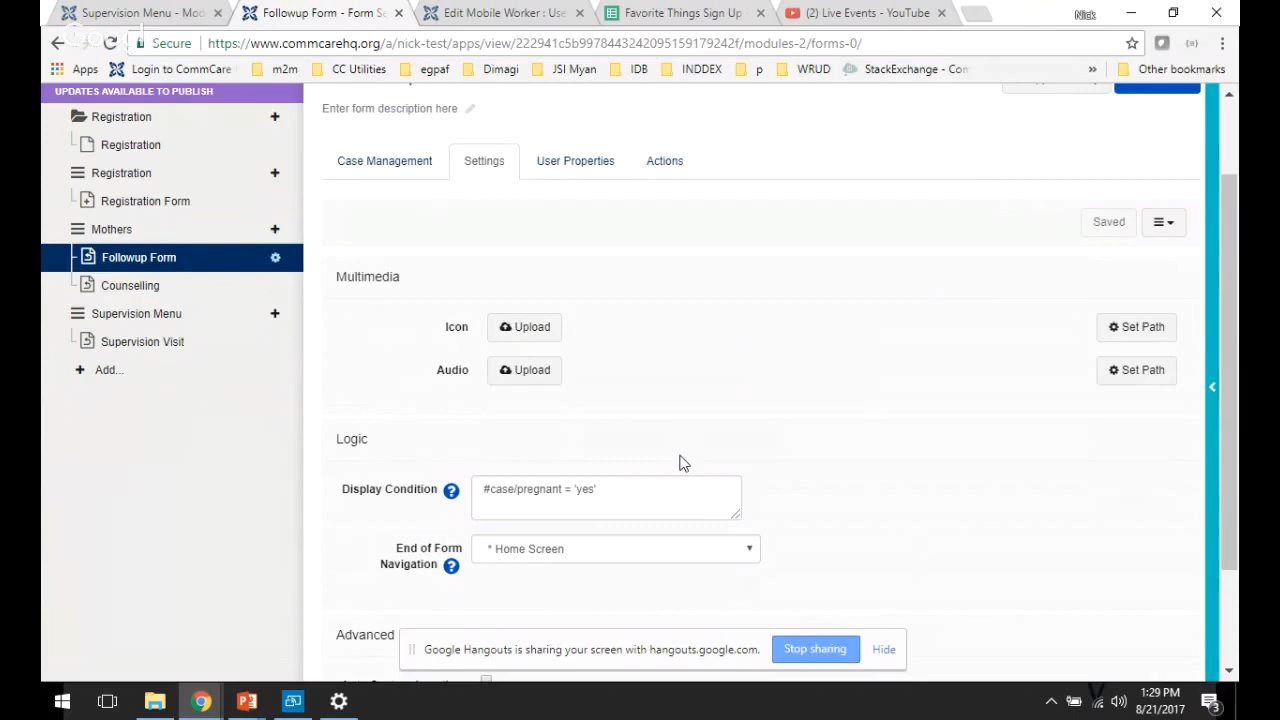 Supervision Menu - Mod
Followup Form - Form Se
Edit Mobile Worker : Use
Favorite Things Sign Up
(2) Live Events - YouTube
Nick
Secure
https://www.commcarehq.org/a/nick-test/apps/view/222941c5b9978443242095159179242f/modules-2/forms-0/
Apps
Login to CommCare
m2m
CC Utilities
egpaf
Dimagi
JSI Myan
IDB
INDDEX
p
WRUD
StackExchange - Com
»
Other bookmarks
UPDATES AVAILABLE TO PUBLISH
Registration
Registration
Registration
Registration Form
Mothers
Followup Form
Counselling
Supervision Menu
Supervision Visit
Add...
Enter form description here
Case Management
Settings
User Properties
Actions
Saved
Multimedia
Icon
Upload
Set Path
Audio
Upload
Set Path
Logic
Display Condition
#case/pregnant = 'yes'
End of Form
Navigation
* Home Screen
Advanced
Google Hangouts is sharing your screen with hangouts.google.com.
Stop sharing
Hide
1:29 PM
8/21/2017
3